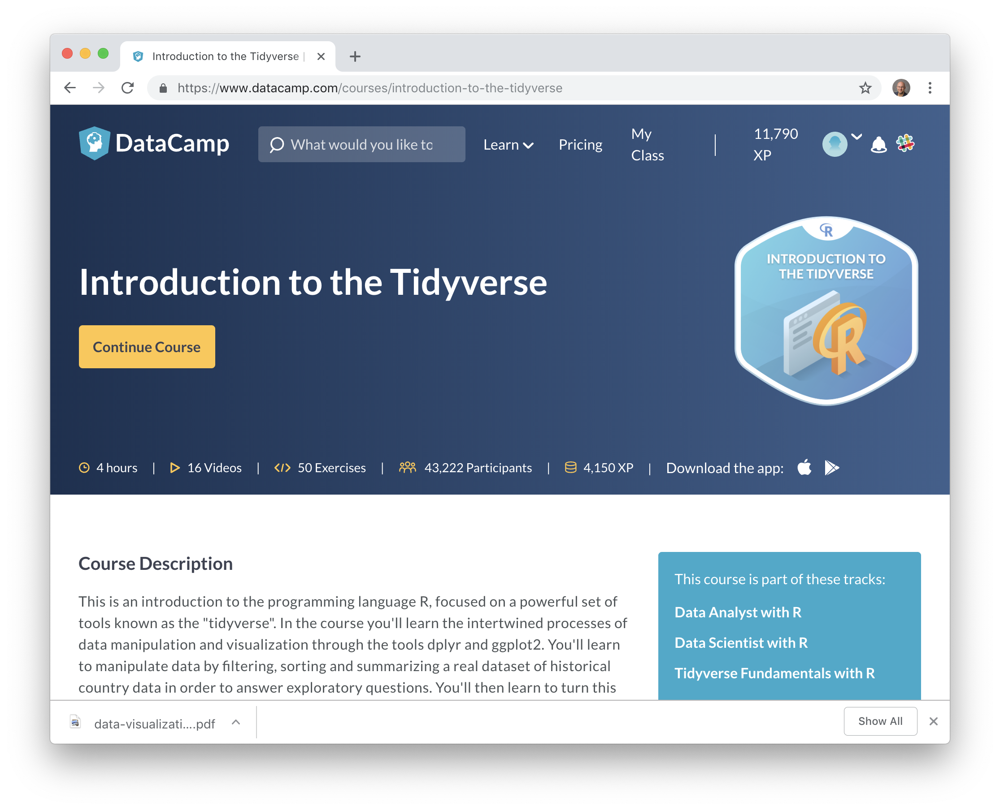 Introduction to the Tidyverse |
https://www.datacamp.com/courses/introduction-to-the-tidyverse
DataCamp
What would you like to
Learn
Pricing
My
Class
11,790
XP
R
INTRODUCTION TO
THE TIDYVERSE
R
Introduction to the Tidyverse
Continue Course
4 hours | 16 Videos | </> 50 Exercises | 43,222 Participants | 4,150 XP | Download the app:
Course Description
This is an introduction to the programming language R, focused on a powerful set of
tools known as the "tidyverse". In the course you'll learn the intertwined processes of
data manipulation and visualization through the tools dplyr and ggplot2. You'll learn
to manipulate data by filtering, sorting and summarizing a real dataset of historical
country data in order to answer exploratory questions. You'll then learn to turn this
This course is part of these tracks:
Data Analyst with R
Data Scientist with R
Tidyverse Fundamentals with R
data-visualizati....pdf
Show All